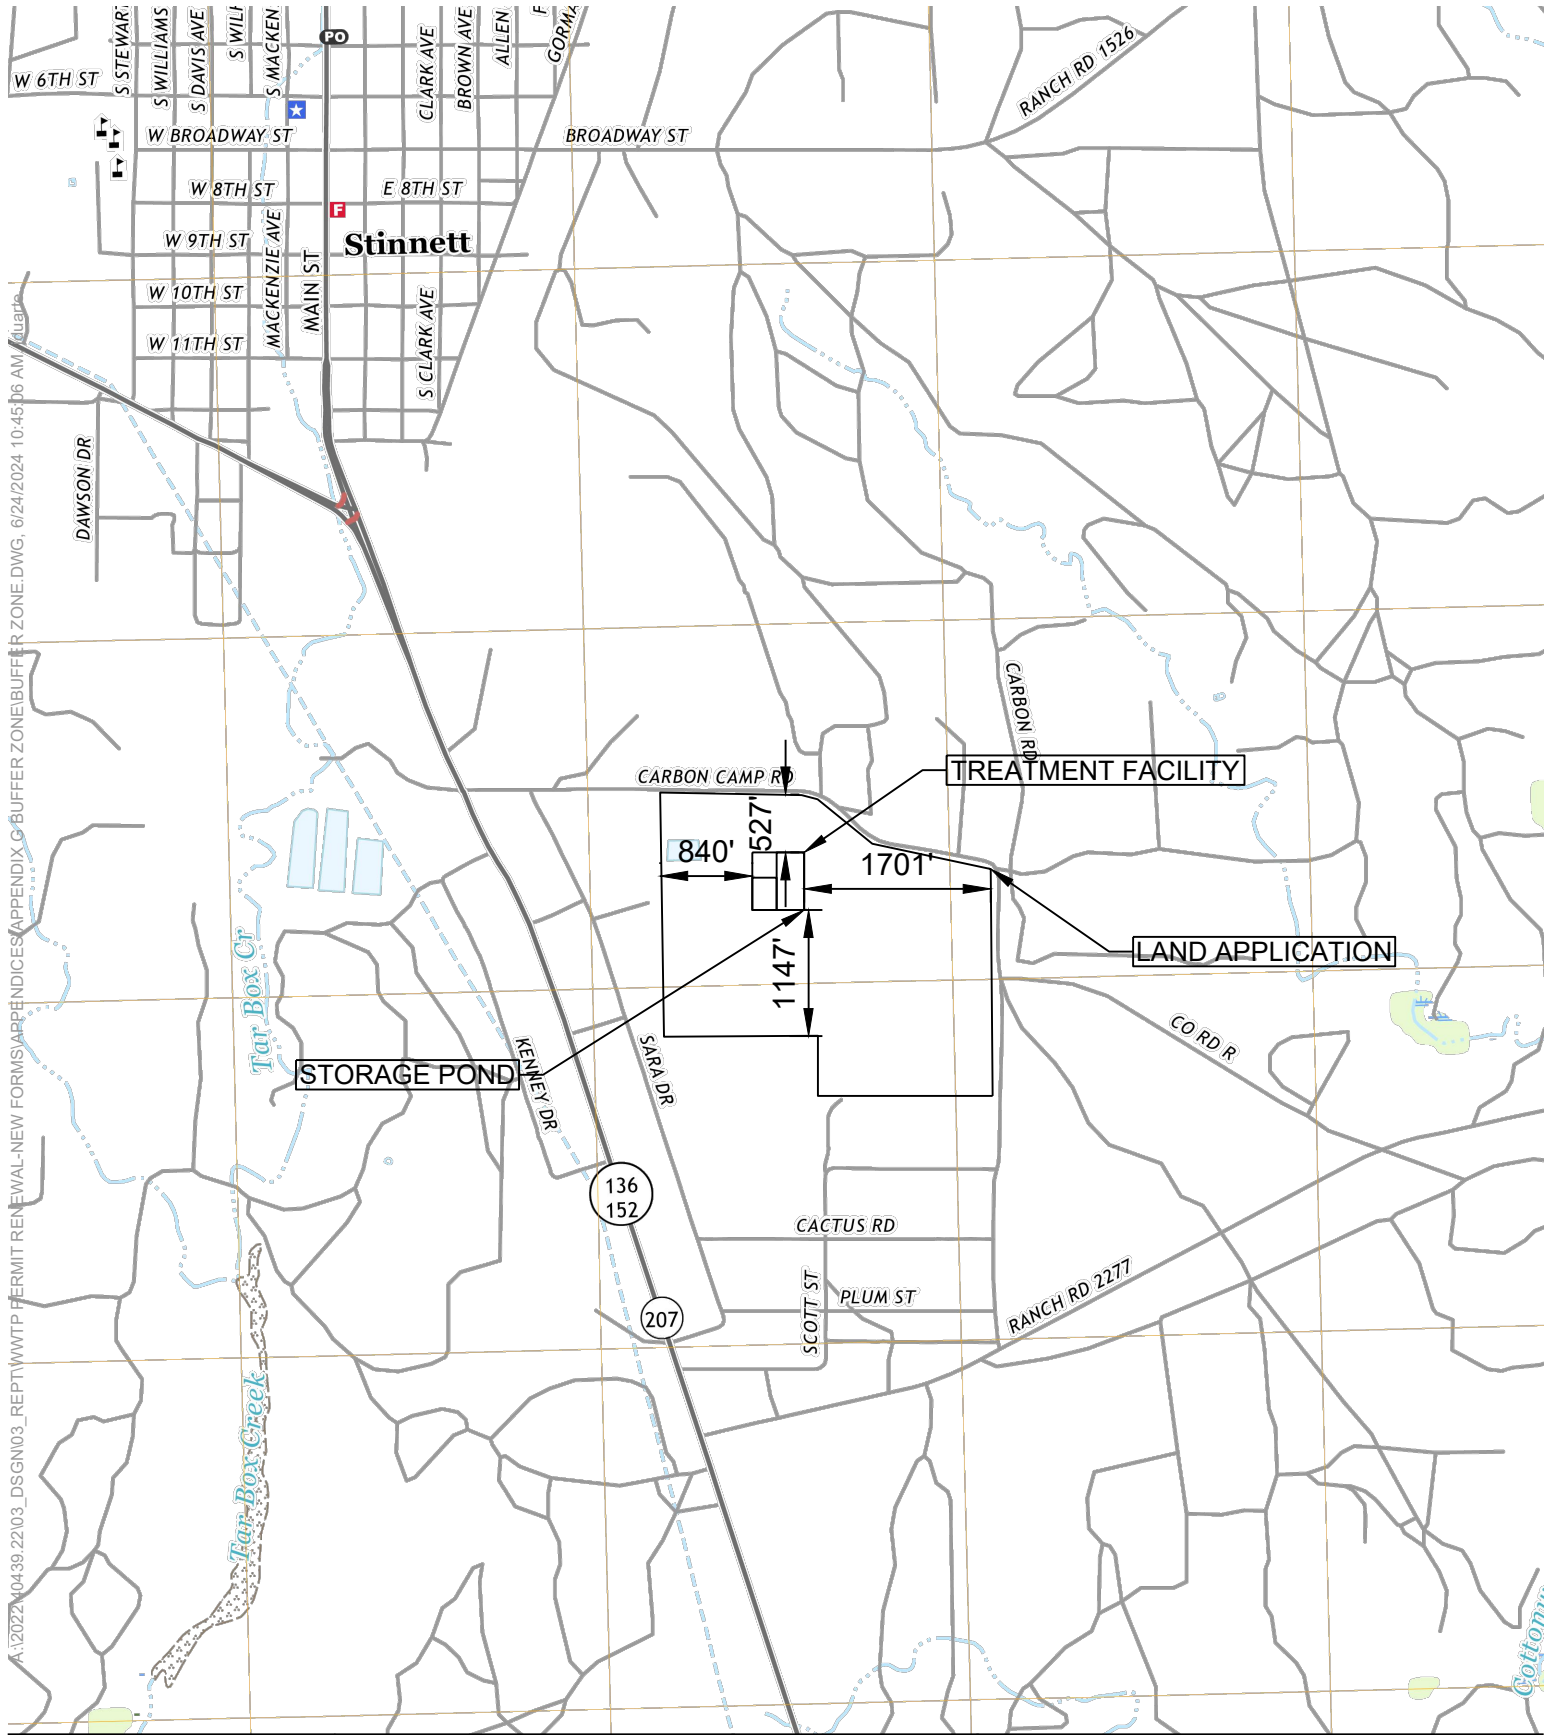 PO
S MACKEN
CLARK AVE
BROWN AVE
ALLEN
S WILLIAMS
S DAVIS AVE
RANCH RD 1526
W 6TH ST
W BROADWAY ST
BROADWAY ST
W 8TH ST
E 8TH ST
F
W 9TH ST
Stinnett
MACKENZIE AVE
MAIN ST
W 10TH ST
S CLARK AVE
W 11TH ST
DAWSON DR
CARBON RD
CARBON CAMP RD
TREATMENT FACILITY
527'
840'
1701'
LAND APPLICATION
1147'
Tar Box Cr
CO RD R
STORAGE POND
KENNEY DR
SARA DR
136
152
CACTUS RD
SCOTT ST
PLUM ST
RANCH RD 2277
207
Tar Box Creek